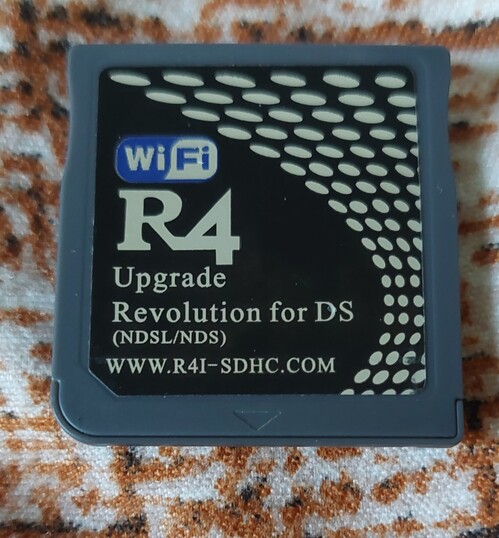 WiFi
R4
Upgrade
Revolution for DS
(NDSL/NDS)
WWW.R4I-SDHC.COM